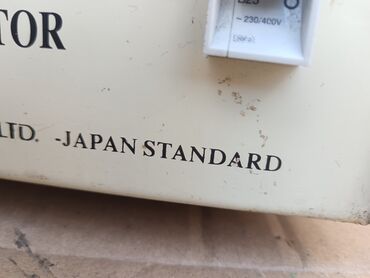 TOR
~230/400V
LTD. -JAPAN STANDARD